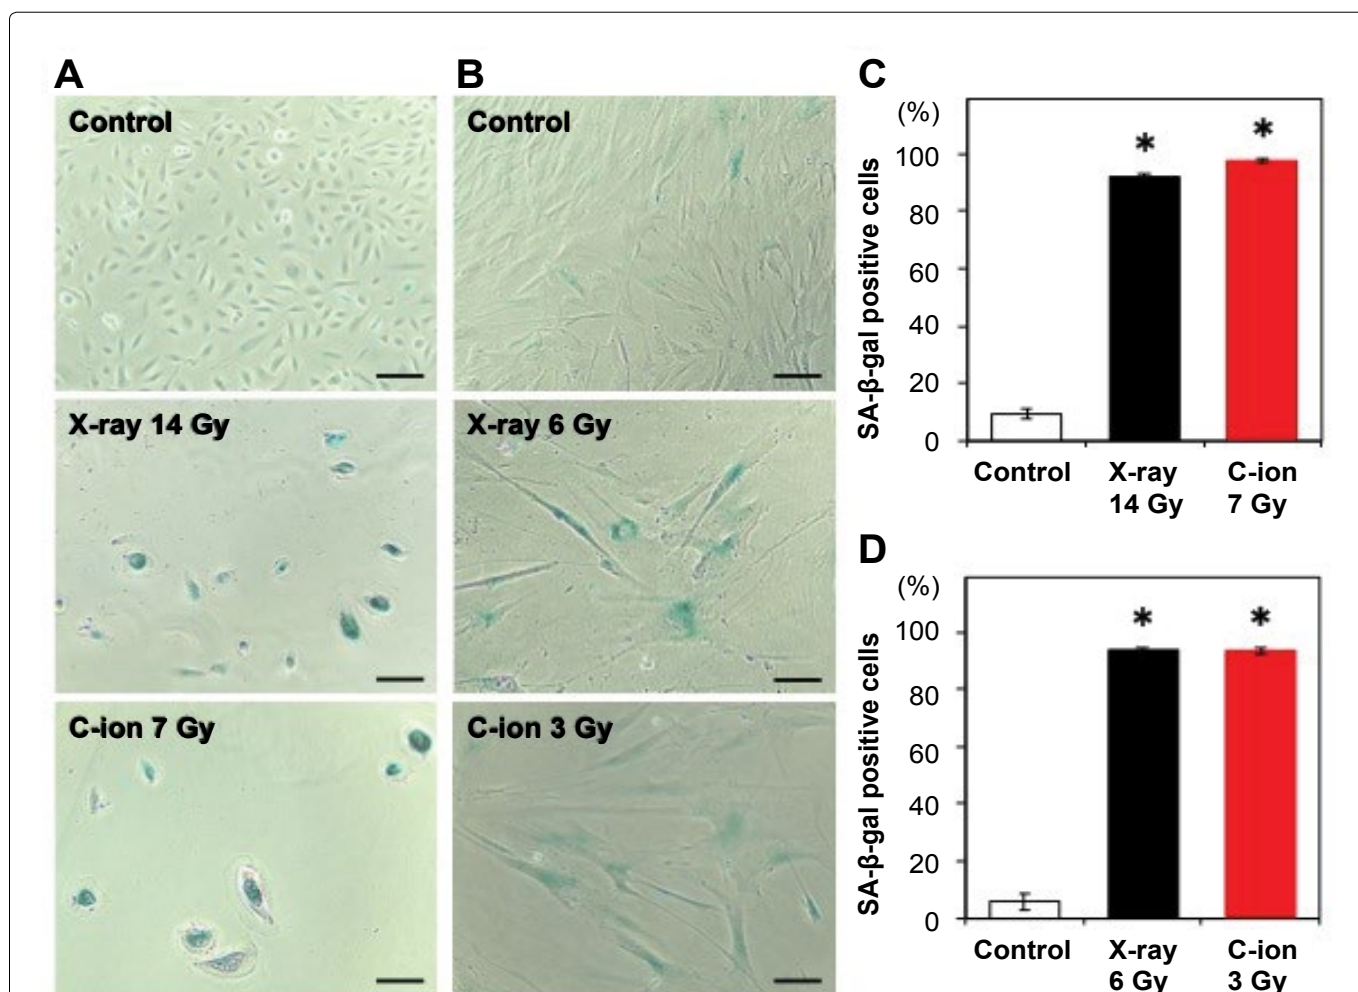 A
Control
X-ray 14 Gy
C-ion 7 Gy
B
Control
X-ray 6 Gy
C-ion 3 Gy
C
(%)
SA-β-gal positive cells
100
80
60
40
20
0
*
*
Control
X-ray
14 Gy
C-ion
7 Gy
D
(%)
SA-β-gal positive cells
100
80
60
40
20
0
*
*
Control
X-ray
6 Gy
C-ion
3 Gy